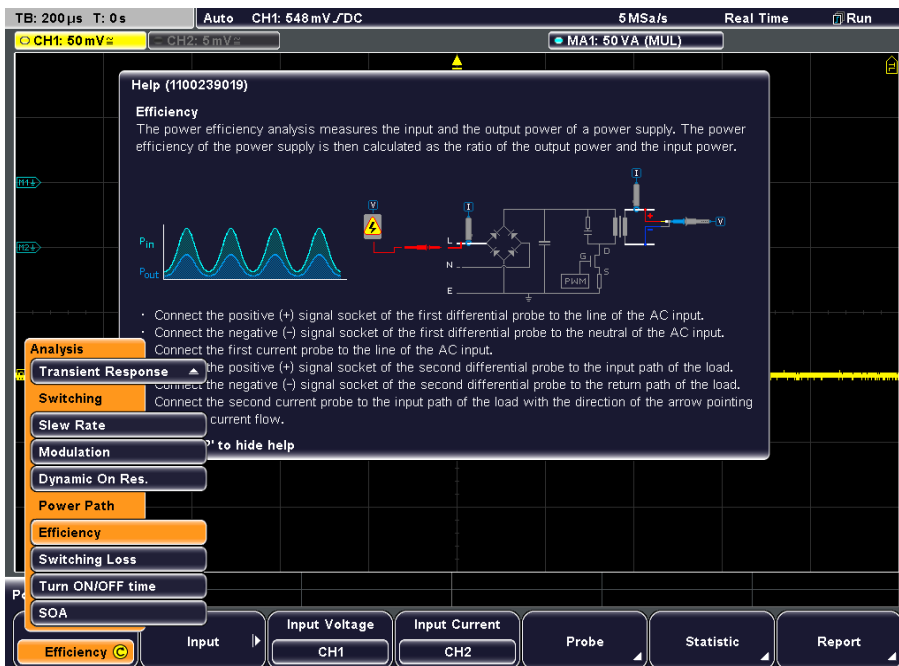 TB: 200 µs T: 0 s Auto CH1: 548 mV DC 5 MSa/s Real Time Run
CH1: 50 mV CH2: 5 mV MA1: 50 VA (MUL)
Help (1100239019)
Efficiency
The power efficiency analysis measures the input and the output power of a power supply. The power
efficiency of the power supply is then calculated as the ratio of the output power and the input power.
M1
M2
I
V I V
Pin
Pout
L
N
E
G D
S
PWM
· Connect the positive (+) signal socket of the first differential probe to the line of the AC input.
· Connect the negative (−) signal socket of the first differential probe to the neutral of the AC input.
Connect the first current probe to the line of the AC input.
the positive (+) signal socket of the second differential probe to the input path of the load.
Connect the negative (−) signal socket of the second differential probe to the return path of the load.
Connect the second current probe to the input path of the load with the direction of the arrow pointing
current flow.
' to hide help
Analysis
Transient Response
Switching
Slew Rate
Modulation
Dynamic On Res.
Power Path
Efficiency
Switching Loss
Turn ON/OFF time
SOA
Efficiency
Input
Input Voltage
CH1
Input Current
CH2
Probe
Statistic
Report